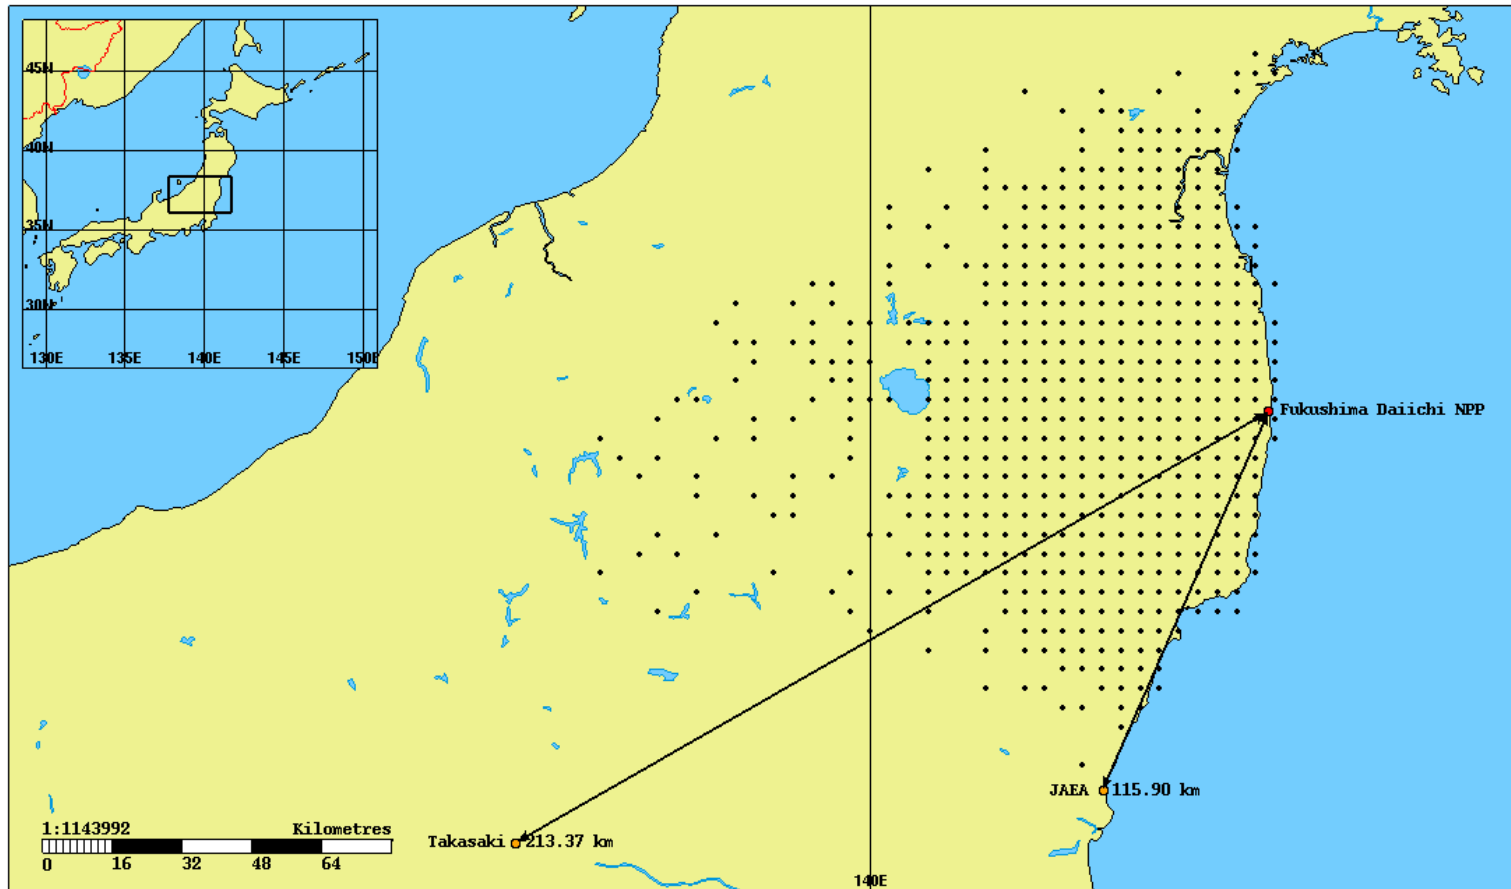 45N
40N
35N
30N
130E 135E 140E 145E 150E
Fukushima Daiichi NPP
JAEA 115.90 km
1:1143992 Kilometres
0 16 32 48 64
Takasaki 213.37 km
140E